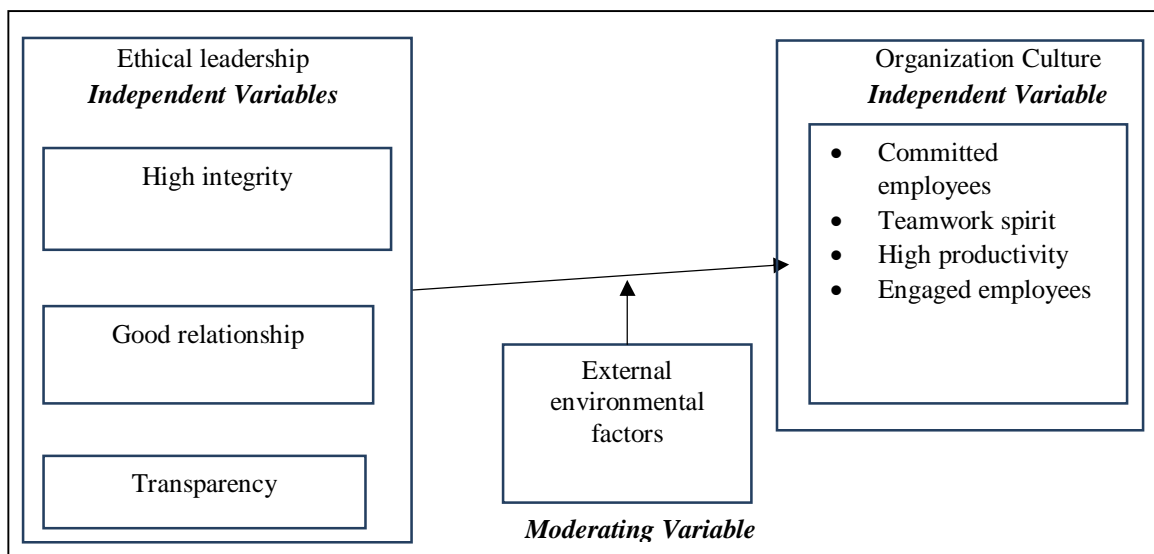 Ethical leadership
Independent Variables
High integrity
Good relationship
Transparency
External
environmental
factors
Moderating Variable
Organization Culture
Independent Variable
• Committed
employees
• Teamwork spirit
• High productivity
• Engaged employees